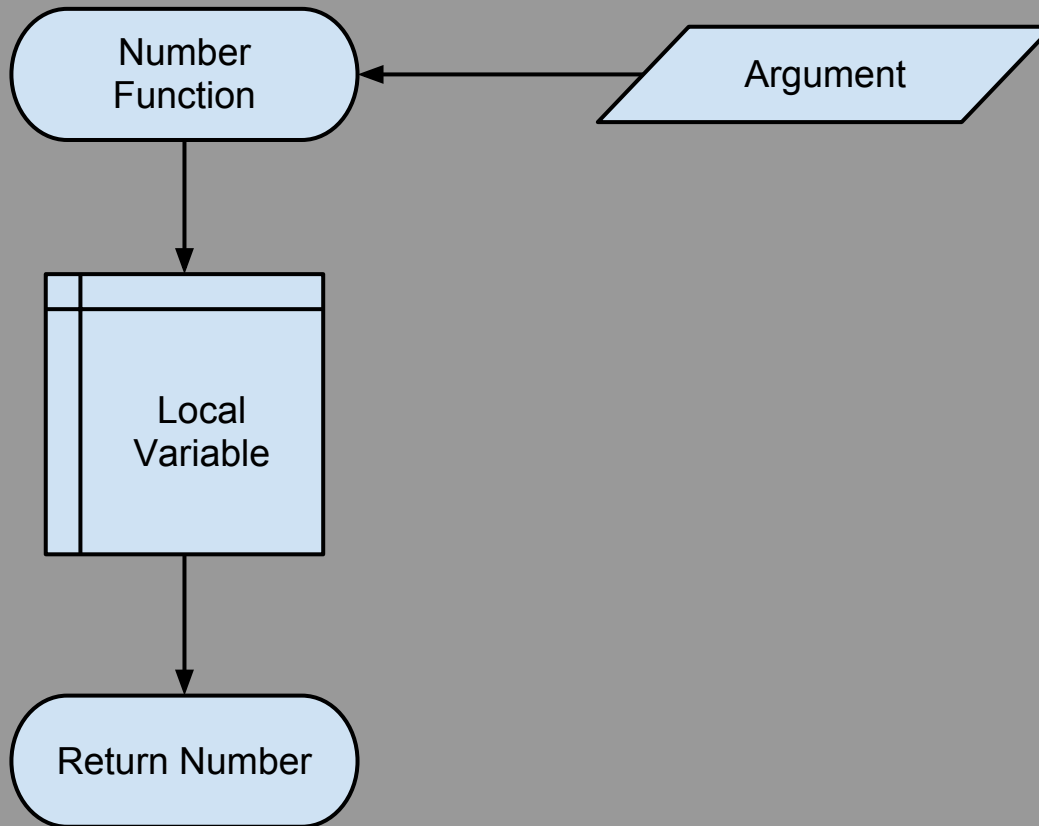 Number
Function
Argument
Local
Variable
Return Number